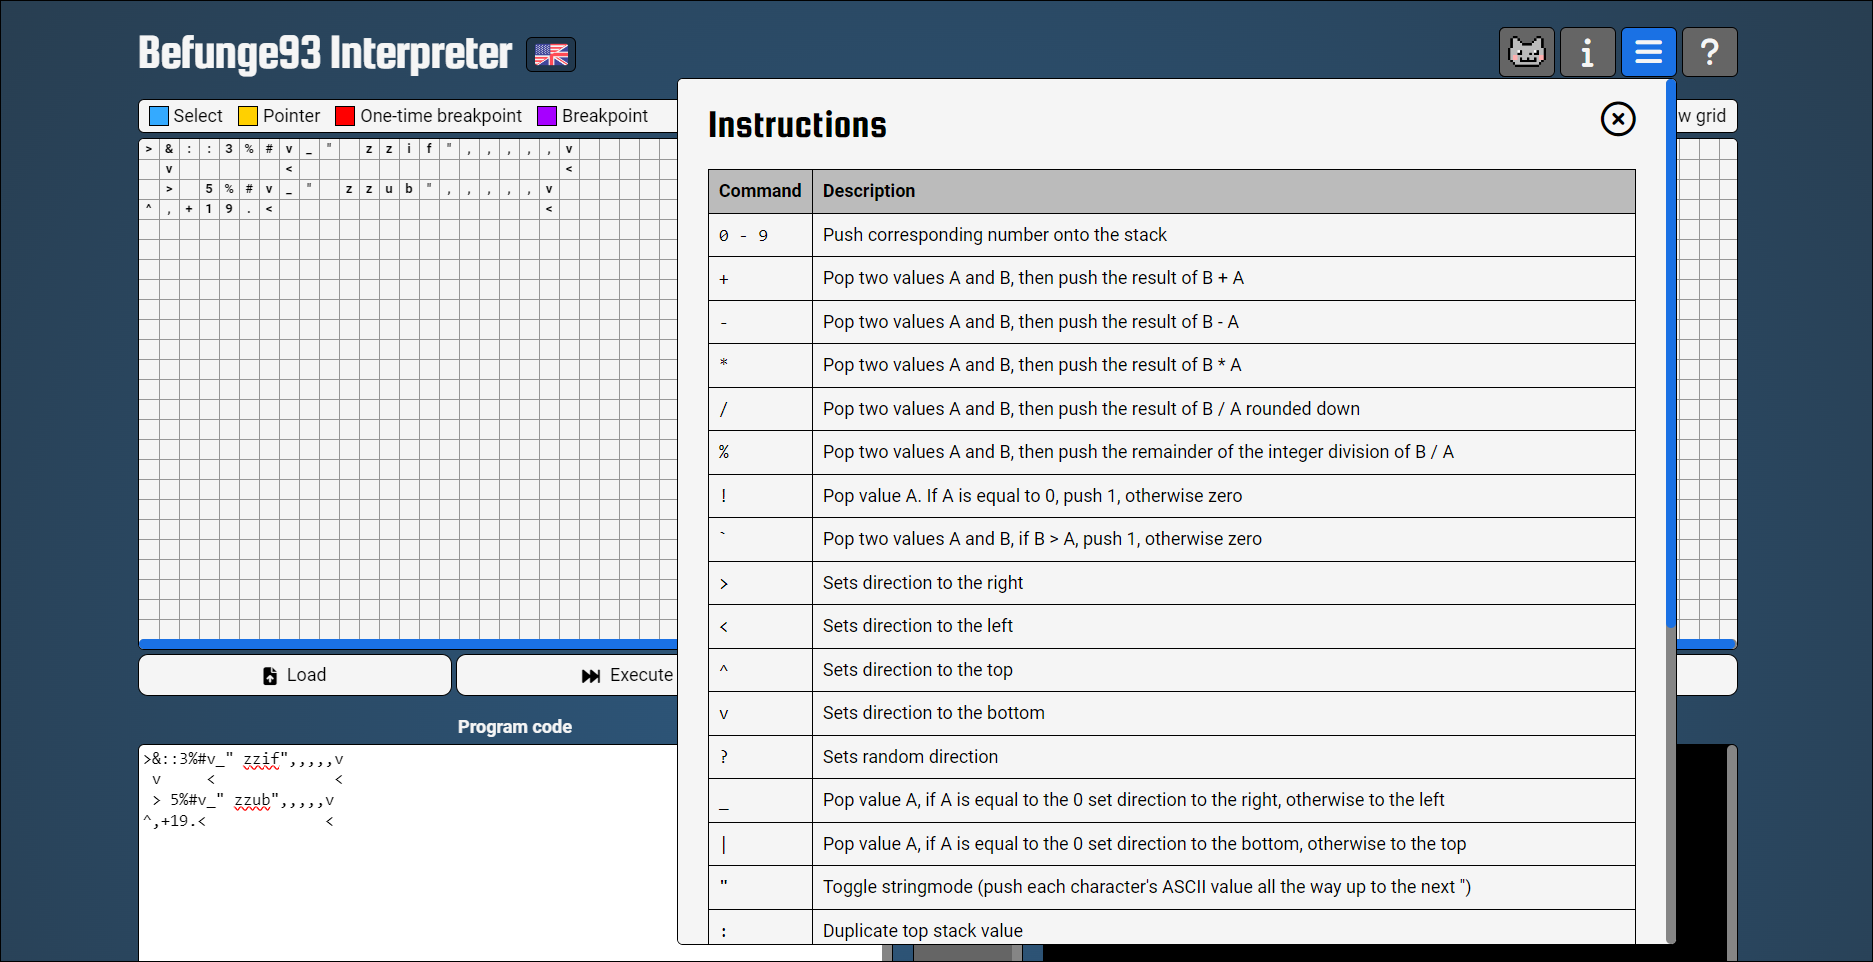 Befunge93 Interpreter
i
?
Select Pointer One-time breakpoint Breakpoint
w grid
>&::3%#v_" zzif",,,,,v
v < <
> 5%#v_" zzub",,,,,v
^,+19.< <
Load
Execute
Program code
>&::3%#v_" zzif",,,,,v
 v     <            <
 > 5%#v_" zzub",,,,,v
^,+19.<            <
Instructions
Command Description
0 - 9 Push corresponding number onto the stack
+ Pop two values A and B, then push the result of B + A
- Pop two values A and B, then push the result of B - A
* Pop two values A and B, then push the result of B * A
/ Pop two values A and B, then push the result of B / A rounded down
% Pop two values A and B, then push the remainder of the integer division of B / A
! Pop value A. If A is equal to 0, push 1, otherwise zero
` Pop two values A and B, if B > A, push 1, otherwise zero
> Sets direction to the right
< Sets direction to the left
^ Sets direction to the top
v Sets direction to the bottom
? Sets random direction
_ Pop value A, if A is equal to the 0 set direction to the right, otherwise to the left
| Pop value A, if A is equal to the 0 set direction to the bottom, otherwise to the top
" Toggle stringmode (push each character's ASCII value all the way up to the next ")
: Duplicate top stack value